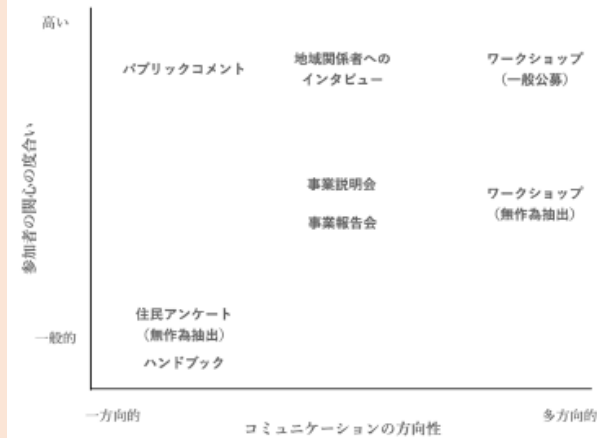 高い
パブリックコメント
地域関係者への
インタビュー
ワークショップ
（一般公募）
参加者の関心の度合い
事業説明会
事業報告会
ワークショップ
（無作為抽出）
住民アンケート
（無作為抽出）
ハンドブック
一般的
一方向的
多方向的
コミュニケーションの方向性